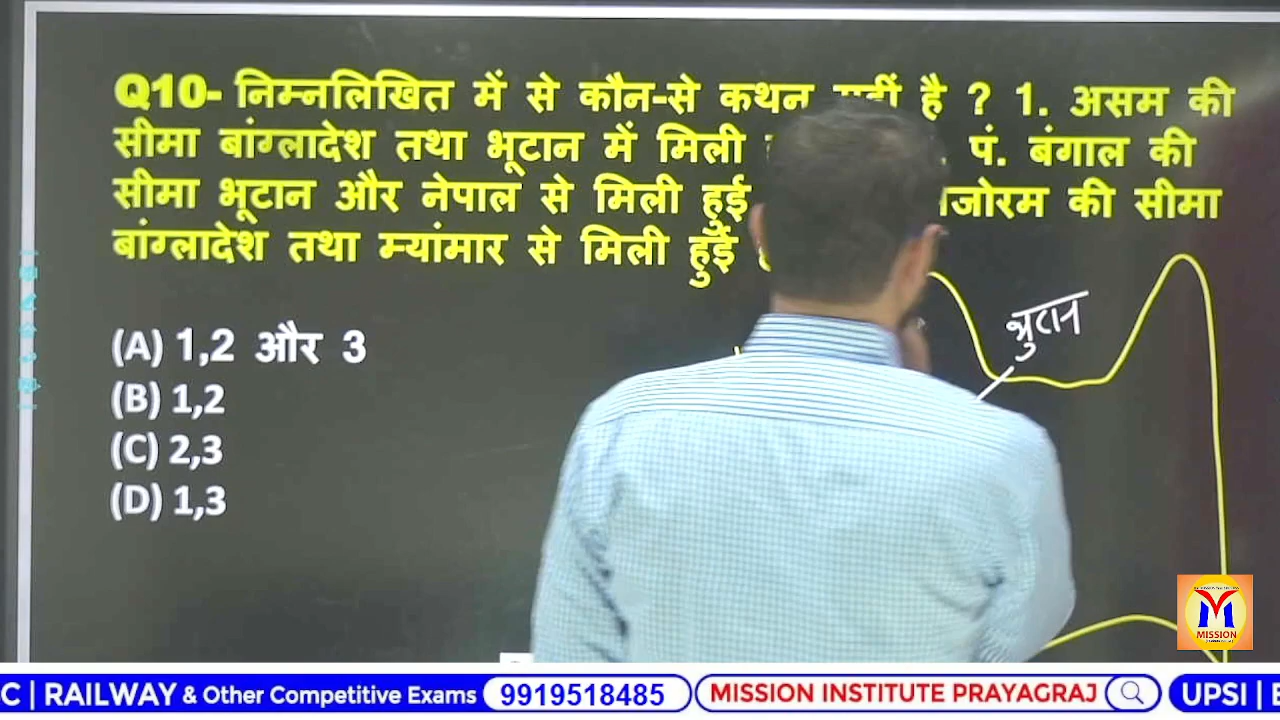 Q10- निम्नलिखित में से कौन-से कथन है ? 1. असम की
सीमा बांग्लादेश तथा भूटान में मिली पं. बंगाल की
सीमा भूटान और नेपाल से मिली हुई की सीमा
बांग्लादेश तथा म्यांमार से मिली हुई
(A) 1,2 और 3
(B) 1,2
(C) 2,3
(D) 1,3
भुटान
MISSION
C | RAILWAY & Other Competitive Exams 9919518485 MISSION INSTITUTE PRAYAGRAJ UPSI |